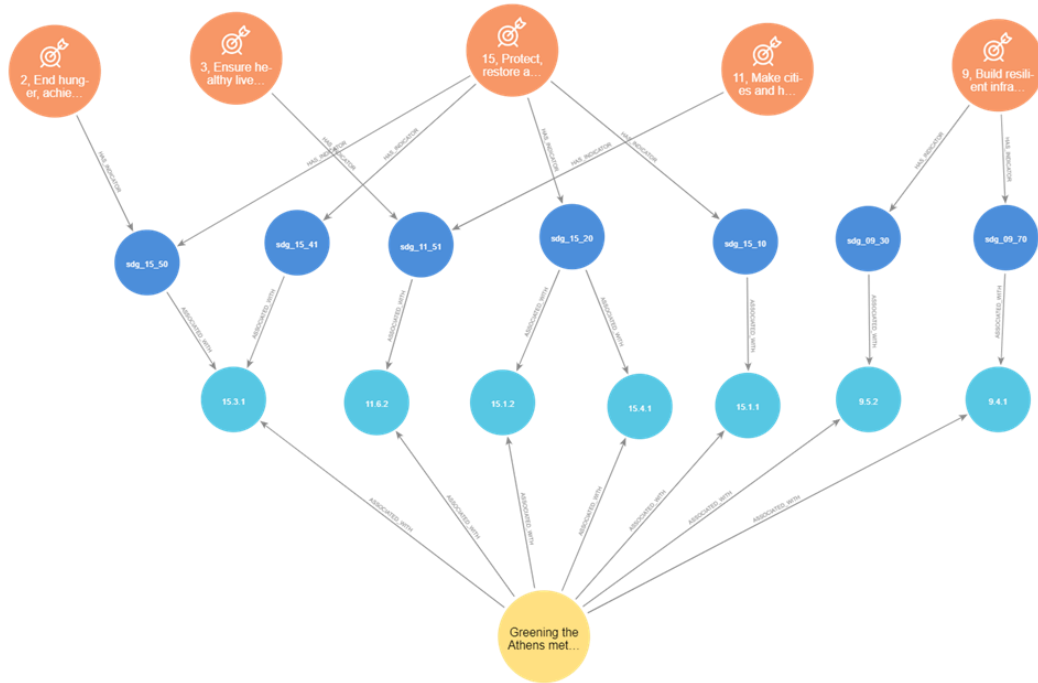 2, End hung-
er, achie...
3, Ensure he-
althy live...
15, Protect,
restore a...
11, Make citi-
es and h...
9, Build resili-
ent infra...
HAS_INDICATOR
HAS_INDICATOR
HAS_INDICATOR
HAS_INDICATOR
HAS_INDICATOR
HAS_INDICATOR
HAS_INDICATOR
HAS_INDICATOR
HAS_INDICATOR
sdg_15_50
sdg_15_41
sdg_11_51
sdg_15_20
sdg_15_10
sdg_09_30
sdg_09_70
ASSOCIATED_WITH
ASSOCIATED_WITH
ASSOCIATED_WITH
ASSOCIATED_WITH
ASSOCIATED_WITH
ASSOCIATED_WITH
ASSOCIATED_WITH
ASSOCIATED_WITH
15.3.1
11.6.2
15.1.2
15.4.1
15.1.1
9.5.2
9.4.1
ASSOCIATED_WITH
ASSOCIATED_WITH
ASSOCIATED_WITH
ASSOCIATED_WITH
ASSOCIATED_WITH
ASSOCIATED_WITH
ASSOCIATED_WITH
Greening the
Athens met...